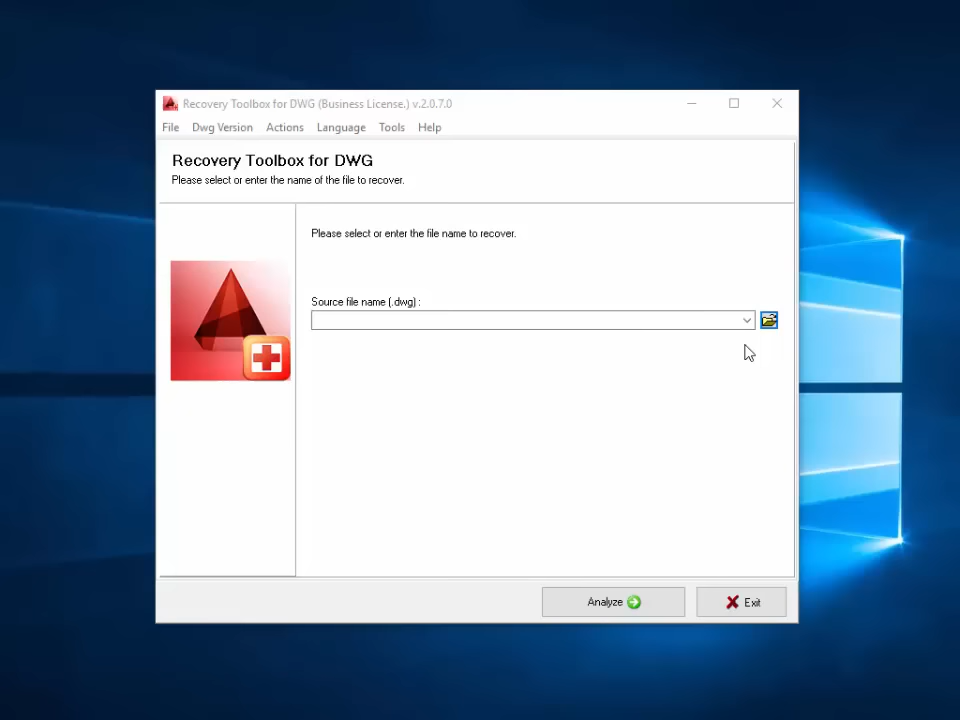 Recovery Toolbox for DWG (Business License.) v.2.0.7.0
File Dwg Version Actions Language Tools Help
Recovery Toolbox for DWG
Please select or enter the name of the file to recover.
Please select or enter the file name to recover.
Source file name (.dwg) :
Analyze Exit